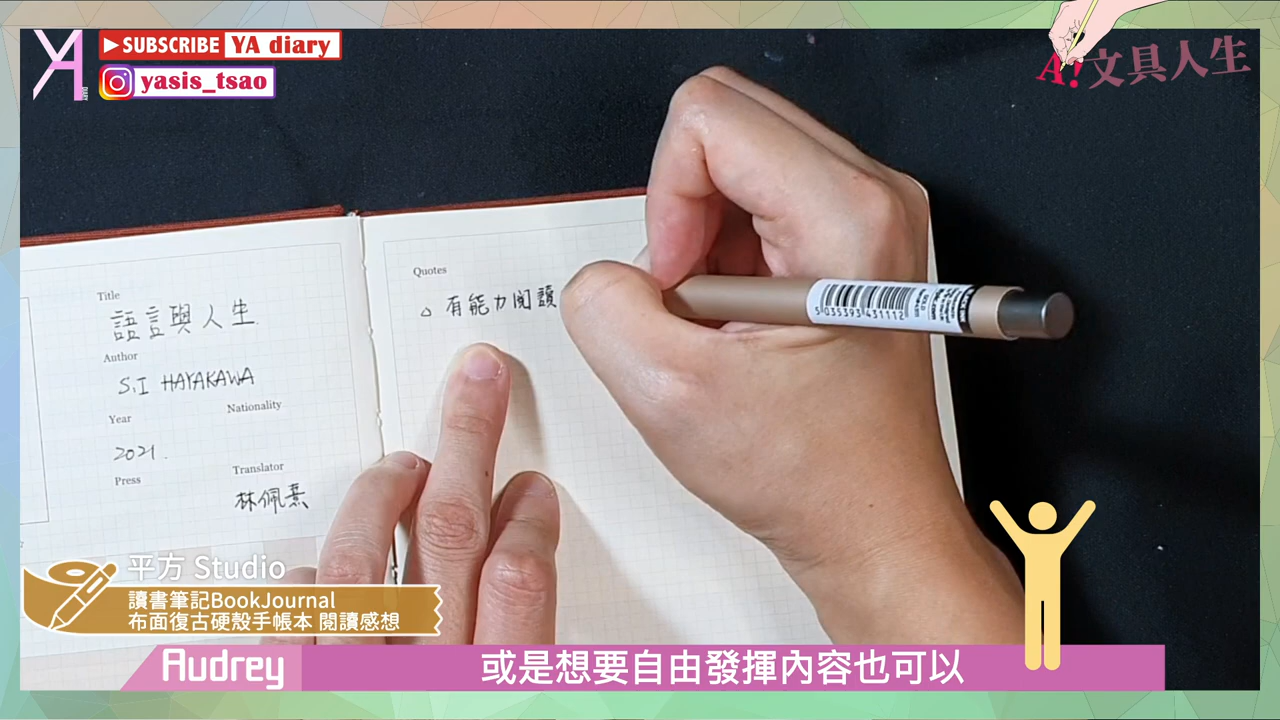 YA
DIARY
SUBSCRIBE YA diary
yasis_tsao
A!文具人生
Title
語言與人生.
Author
S.I HAYAKAWA
Year
Nationality
2021.
Press
Translator
林佩熹
Quotes
△ 有能力閱讀
5 035393 431112
平方 Studio
讀書筆記BookJournal
布面復古硬殼手帳本 閱讀感想
Audrey
或是想要自由發揮內容也可以